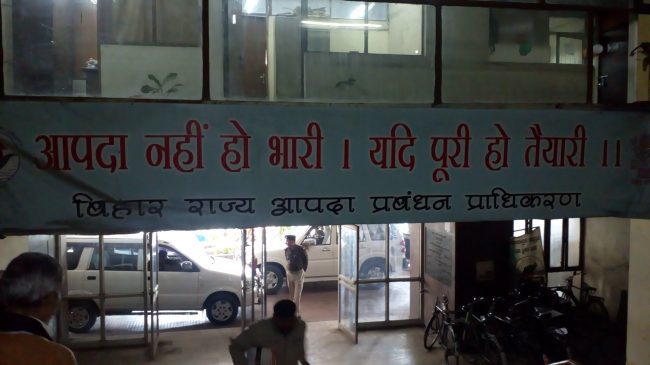 आपदा नहीं हो भारी । यदि पूरी हो तैयारी ।।
बिहार राज्य आपदा प्रबंधन प्राधिकरण